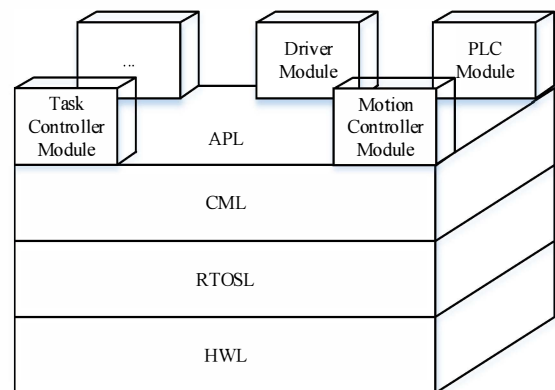 ...
Driver
Module
PLC
Module
Task
Controller
Module
Motion
Controller
Module
APL
CML
RTOSL
HWL